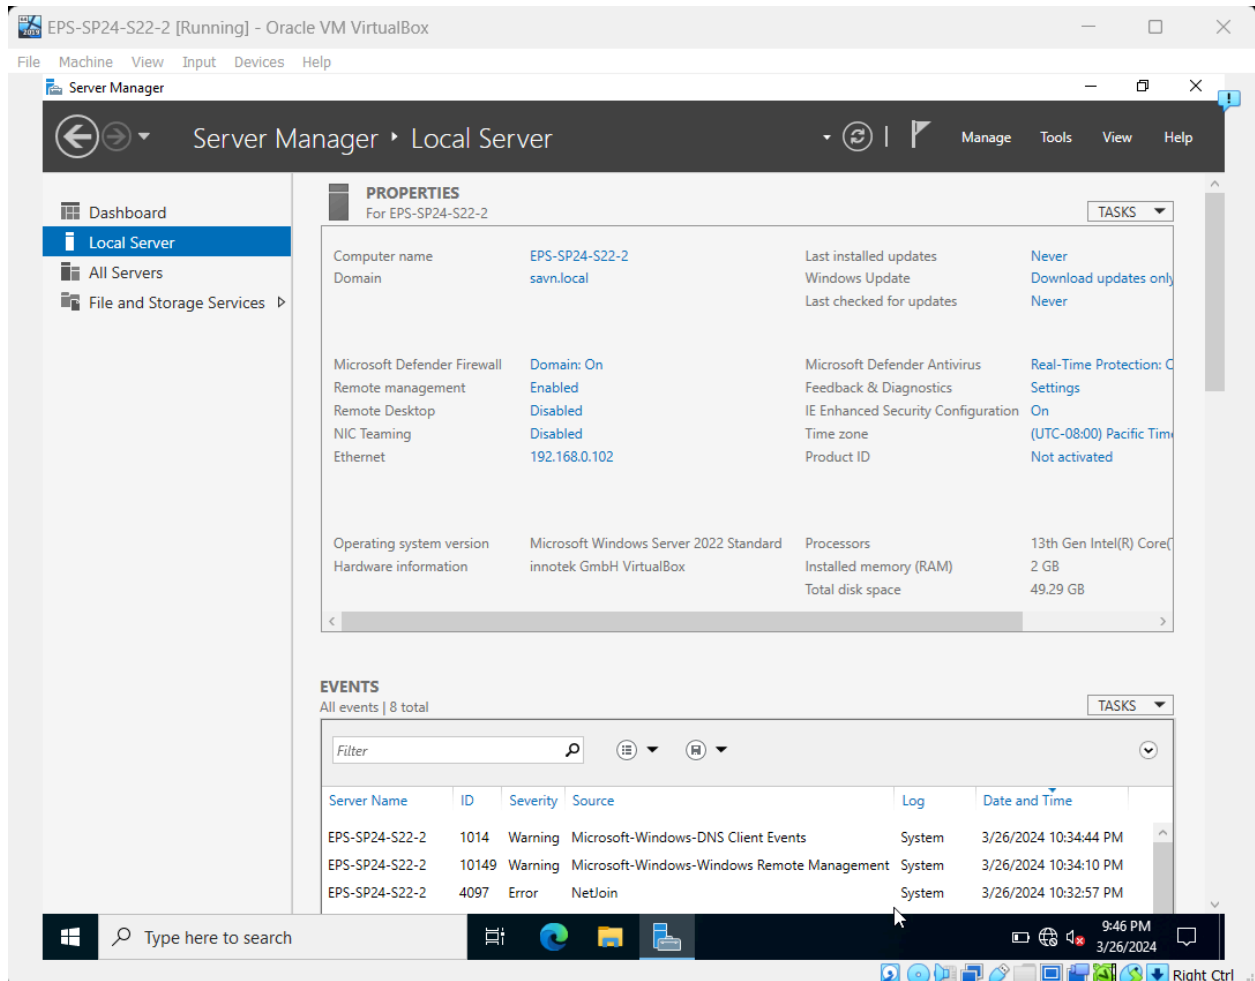 EPS-SP24-S22-2 [Running] - Oracle VM VirtualBox
File Machine View Input Devices Help
Server Manager
Server Manager ‣ Local Server
Manage Tools View Help
Dashboard
Local Server
All Servers
File and Storage Services
PROPERTIES
For EPS-SP24-S22-2
TASKS
Computer name EPS-SP24-S22-2 Last installed updates Never
Domain savn.local Windows Update Download updates only
Last checked for updates Never
Microsoft Defender Firewall Domain: On Microsoft Defender Antivirus Real-Time Protection:
Remote management Enabled Feedback & Diagnostics Settings
Remote Desktop Disabled IE Enhanced Security Configuration On
NIC Teaming Disabled Time zone (UTC-08:00) Pacific Time
Ethernet 192.168.0.102 Product ID Not activated
Operating system version Microsoft Windows Server 2022 Standard Processors 13th Gen Intel(R) Core(
Hardware information innotek GmbH VirtualBox Installed memory (RAM) 2 GB
Total disk space 49.29 GB
EVENTS
All events | 8 total
TASKS
Filter
Server Name ID Severity Source Log Date and Time
EPS-SP24-S22-2 1014 Warning Microsoft-Windows-DNS Client Events System 3/26/2024 10:34:44 PM
EPS-SP24-S22-2 10149 Warning Microsoft-Windows-Windows Remote Management System 3/26/2024 10:34:10 PM
EPS-SP24-S22-2 4097 Error NetJoin System 3/26/2024 10:32:57 PM
Type here to search
9:46 PM
3/26/2024
Right Ctrl